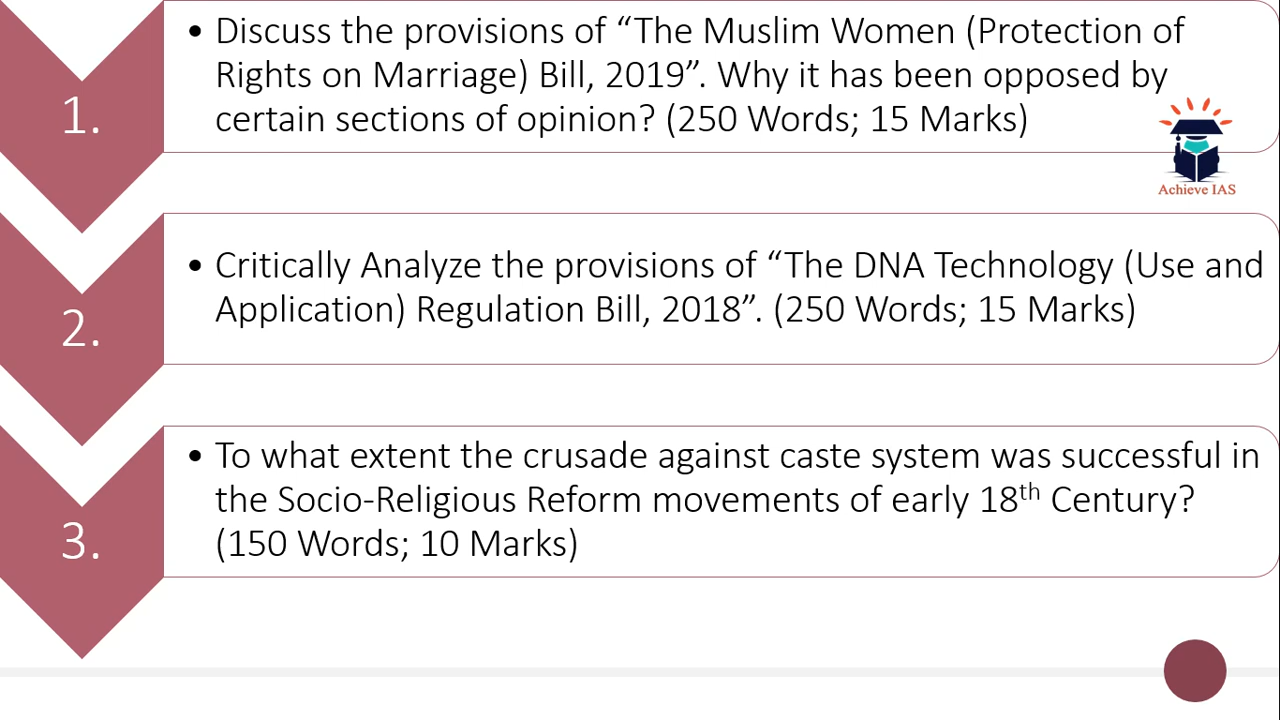 1.
• Discuss the provisions of “The Muslim Women (Protection of
Rights on Marriage) Bill, 2019”. Why it has been opposed by
certain sections of opinion? (250 Words; 15 Marks)
Achieve IAS
2.
• Critically Analyze the provisions of “The DNA Technology (Use and
Application) Regulation Bill, 2018”. (250 Words; 15 Marks)
3.
• To what extent the crusade against caste system was successful in
the Socio-Religious Reform movements of early 18th Century?
(150 Words; 10 Marks)